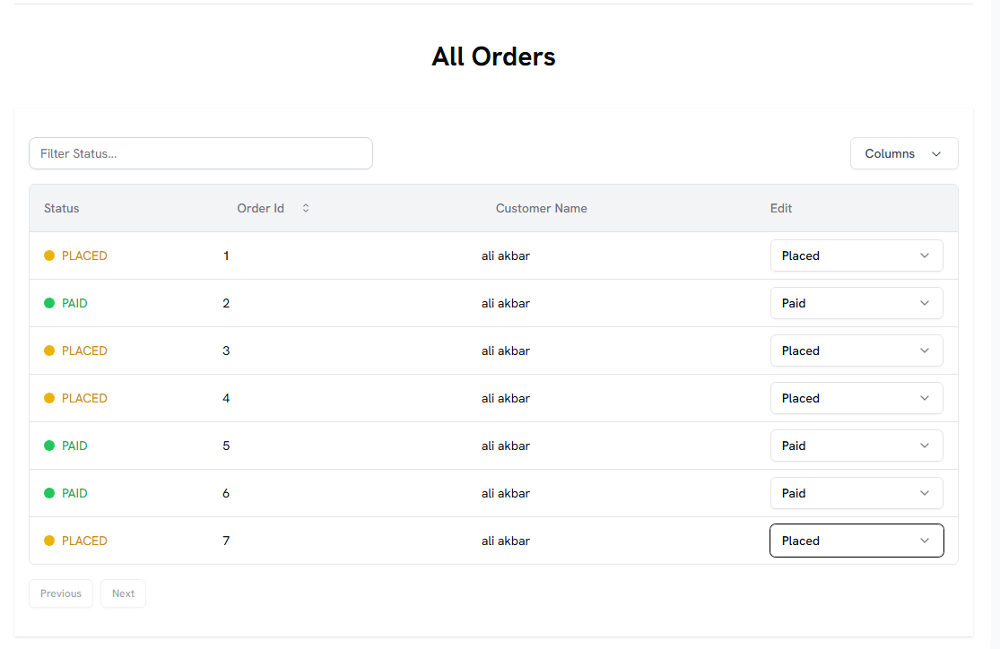 All Orders
Filter Status...
Columns
Status Order Id Customer Name Edit
PLACED 1 ali akbar Placed
PAID 2 ali akbar Paid
PLACED 3 ali akbar Placed
PLACED 4 ali akbar Placed
PAID 5 ali akbar Paid
PAID 6 ali akbar Paid
PLACED 7 ali akbar Placed
Previous Next